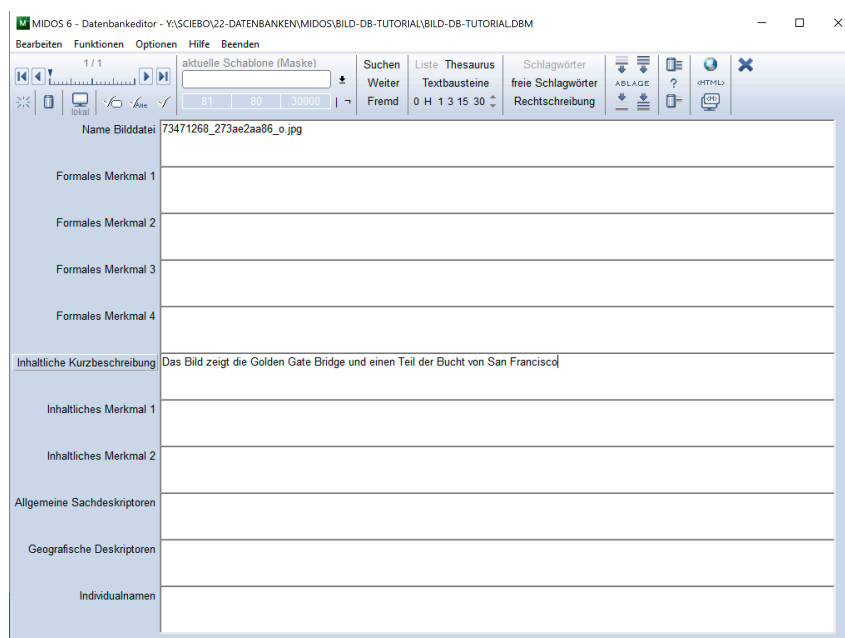 M MIDOS 6 - Datenbankeditor - Y:\SCIEBO\22-DATENBANKEN\MIDOS\BILD-DB-TUTORIAL\BILD-DB-TUTORIAL.DBM
Bearbeiten Funktionen Optionen Hilfe Beenden
1 / 1 aktuelle Schablone (Maske) Suchen Liste Thesaurus Schlagwörter
Weiter Textbausteine freie Schlagwörter ABLAGE ? <HTML>
lokal Alle 81 80 30000 | ¬ Fremd 0 H 1 3 15 30 Rechtschreibung
Name Bilddatei 73471268_273ae2aa86_o.jpg
Formales Merkmal 1
Formales Merkmal 2
Formales Merkmal 3
Formales Merkmal 4
Inhaltliche Kurzbeschreibung Das Bild zeigt die Golden Gate Bridge und einen Teil der Bucht von San Francisco
Inhaltliches Merkmal 1
Inhaltliches Merkmal 2
Allgemeine Sachdeskriptoren
Geografische Deskriptoren
Individualnamen